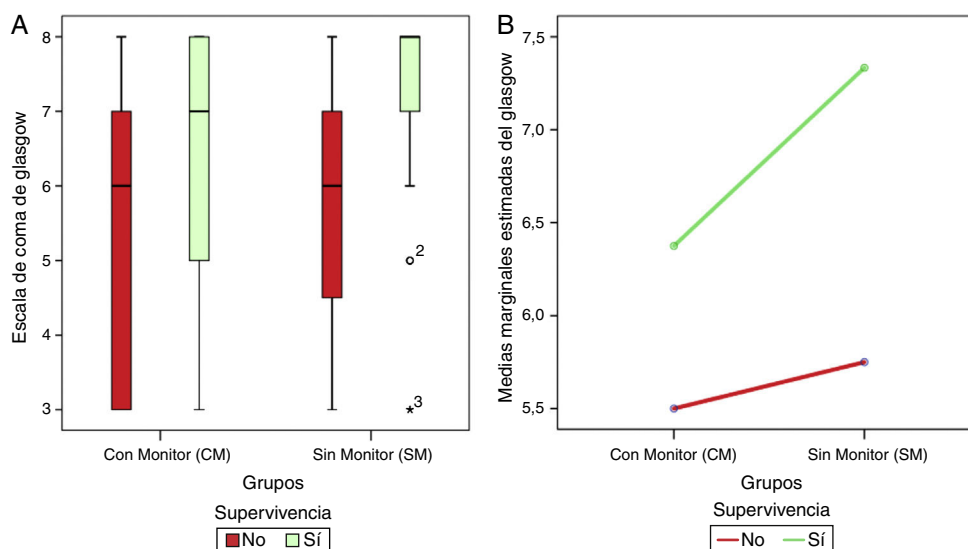 A
Escala de coma de glasgow
8
7
6
5
4
3
2
3
Con Monitor (CM)
Sin Monitor (SM)
Grupos
Supervivencia
No
Sí
B
Medias marginales estimadas del glasgow
7,5
7,0
6,5
6,0
5,5
Con Monitor (CM)
Sin Monitor (SM)
Grupos
Supervivencia
No
Sí